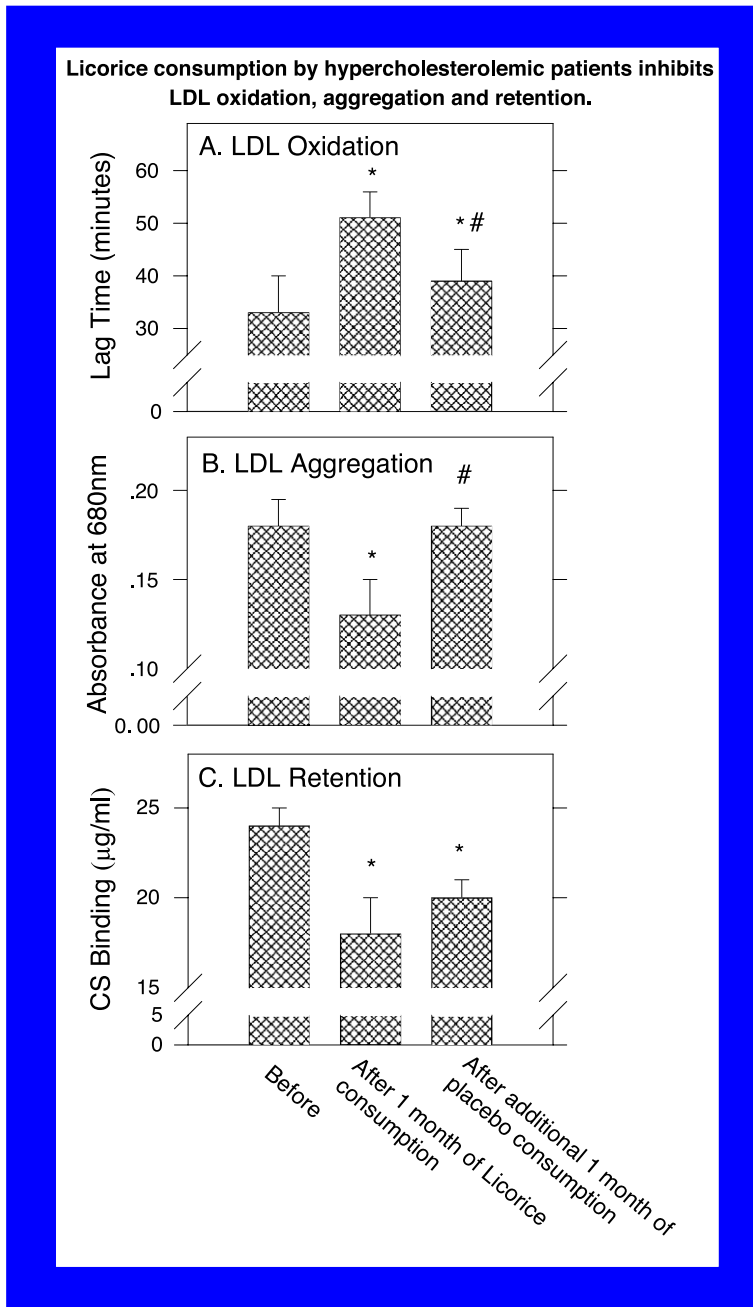 Licorice consumption by hypercholesterolemic patients inhibits
LDL oxidation, aggregation and retention.
A. LDL Oxidation
Lag Time (minutes)
60
50
40
30
0
*
* #
B. LDL Aggregation
Absorbance at 680nm
.20
.15
.10
0.00
*
#
C. LDL Retention
CS Binding (μg/ml)
25
20
15
5
0
*
*
Before
After 1 month of Licorice
consumption
After additional 1 month of
placebo consumption